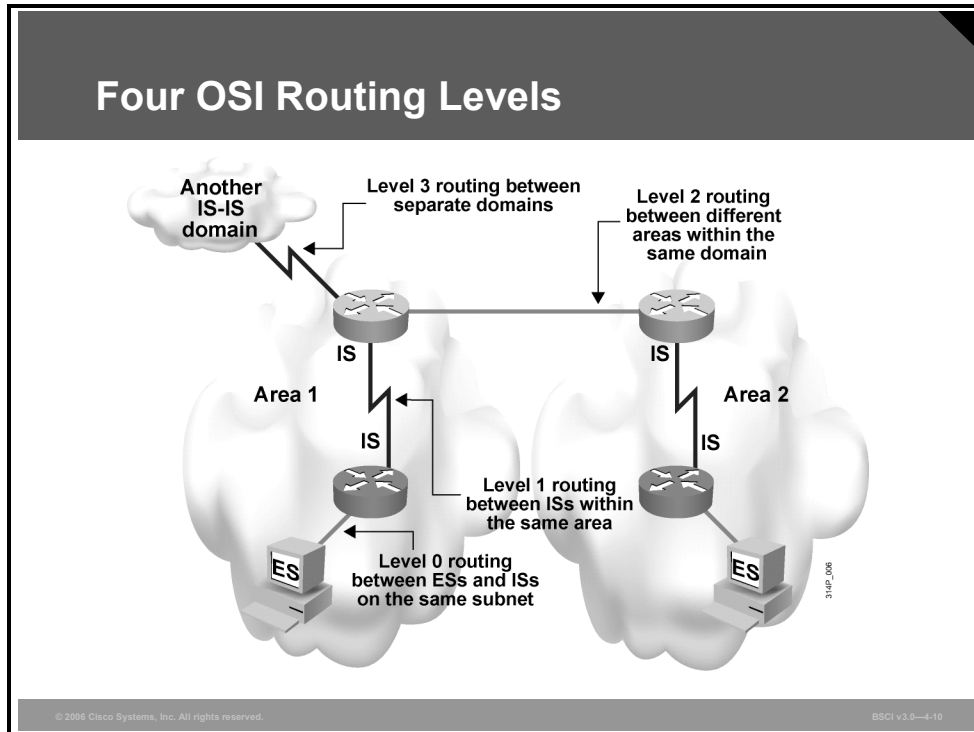 Four OSI Routing Levels
Another
IS-IS
domain
Level 3 routing between
separate domains
Level 2 routing
between different
areas within the
same domain
IS
IS
Area 1
Area 2
IS
IS
Level 1 routing
between ISs within
the same area
Level 0 routing
between ESs and ISs
on the same subnet
ES
ES
314P_006
© 2006 Cisco Systems, Inc. All rights reserved.
BSCI v3.0—4-10